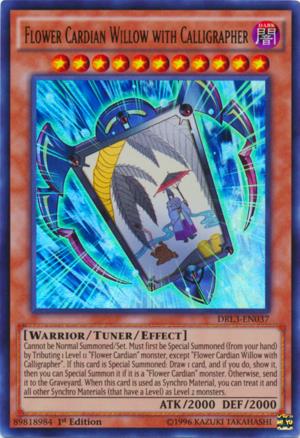 FLOWER CARDIAN WILLOW WITH CALLIGRAPHER
DARK
闇
DRL3-EN037
[WARRIOR/TUNER/EFFECT]
Cannot be Normal Summoned/Set. Must first be Special Summoned (from your hand)
by Tributing 1 Level 11 "Flower Cardian" monster, except "Flower Cardian Willow with
Calligrapher". If this card is Special Summoned: Draw 1 card, and if you do, show it,
then you can Special Summon it if it is a "Flower Cardian" monster. Otherwise, send
it to the Graveyard. When this card is used as Synchro Material, you can treat it and
all other Synchro Materials (that have a Level) as Level 2 monsters.
ATK/2000 DEF/2000
89818984 1st Edition
©1996 KAZUKI TAKAHASHI